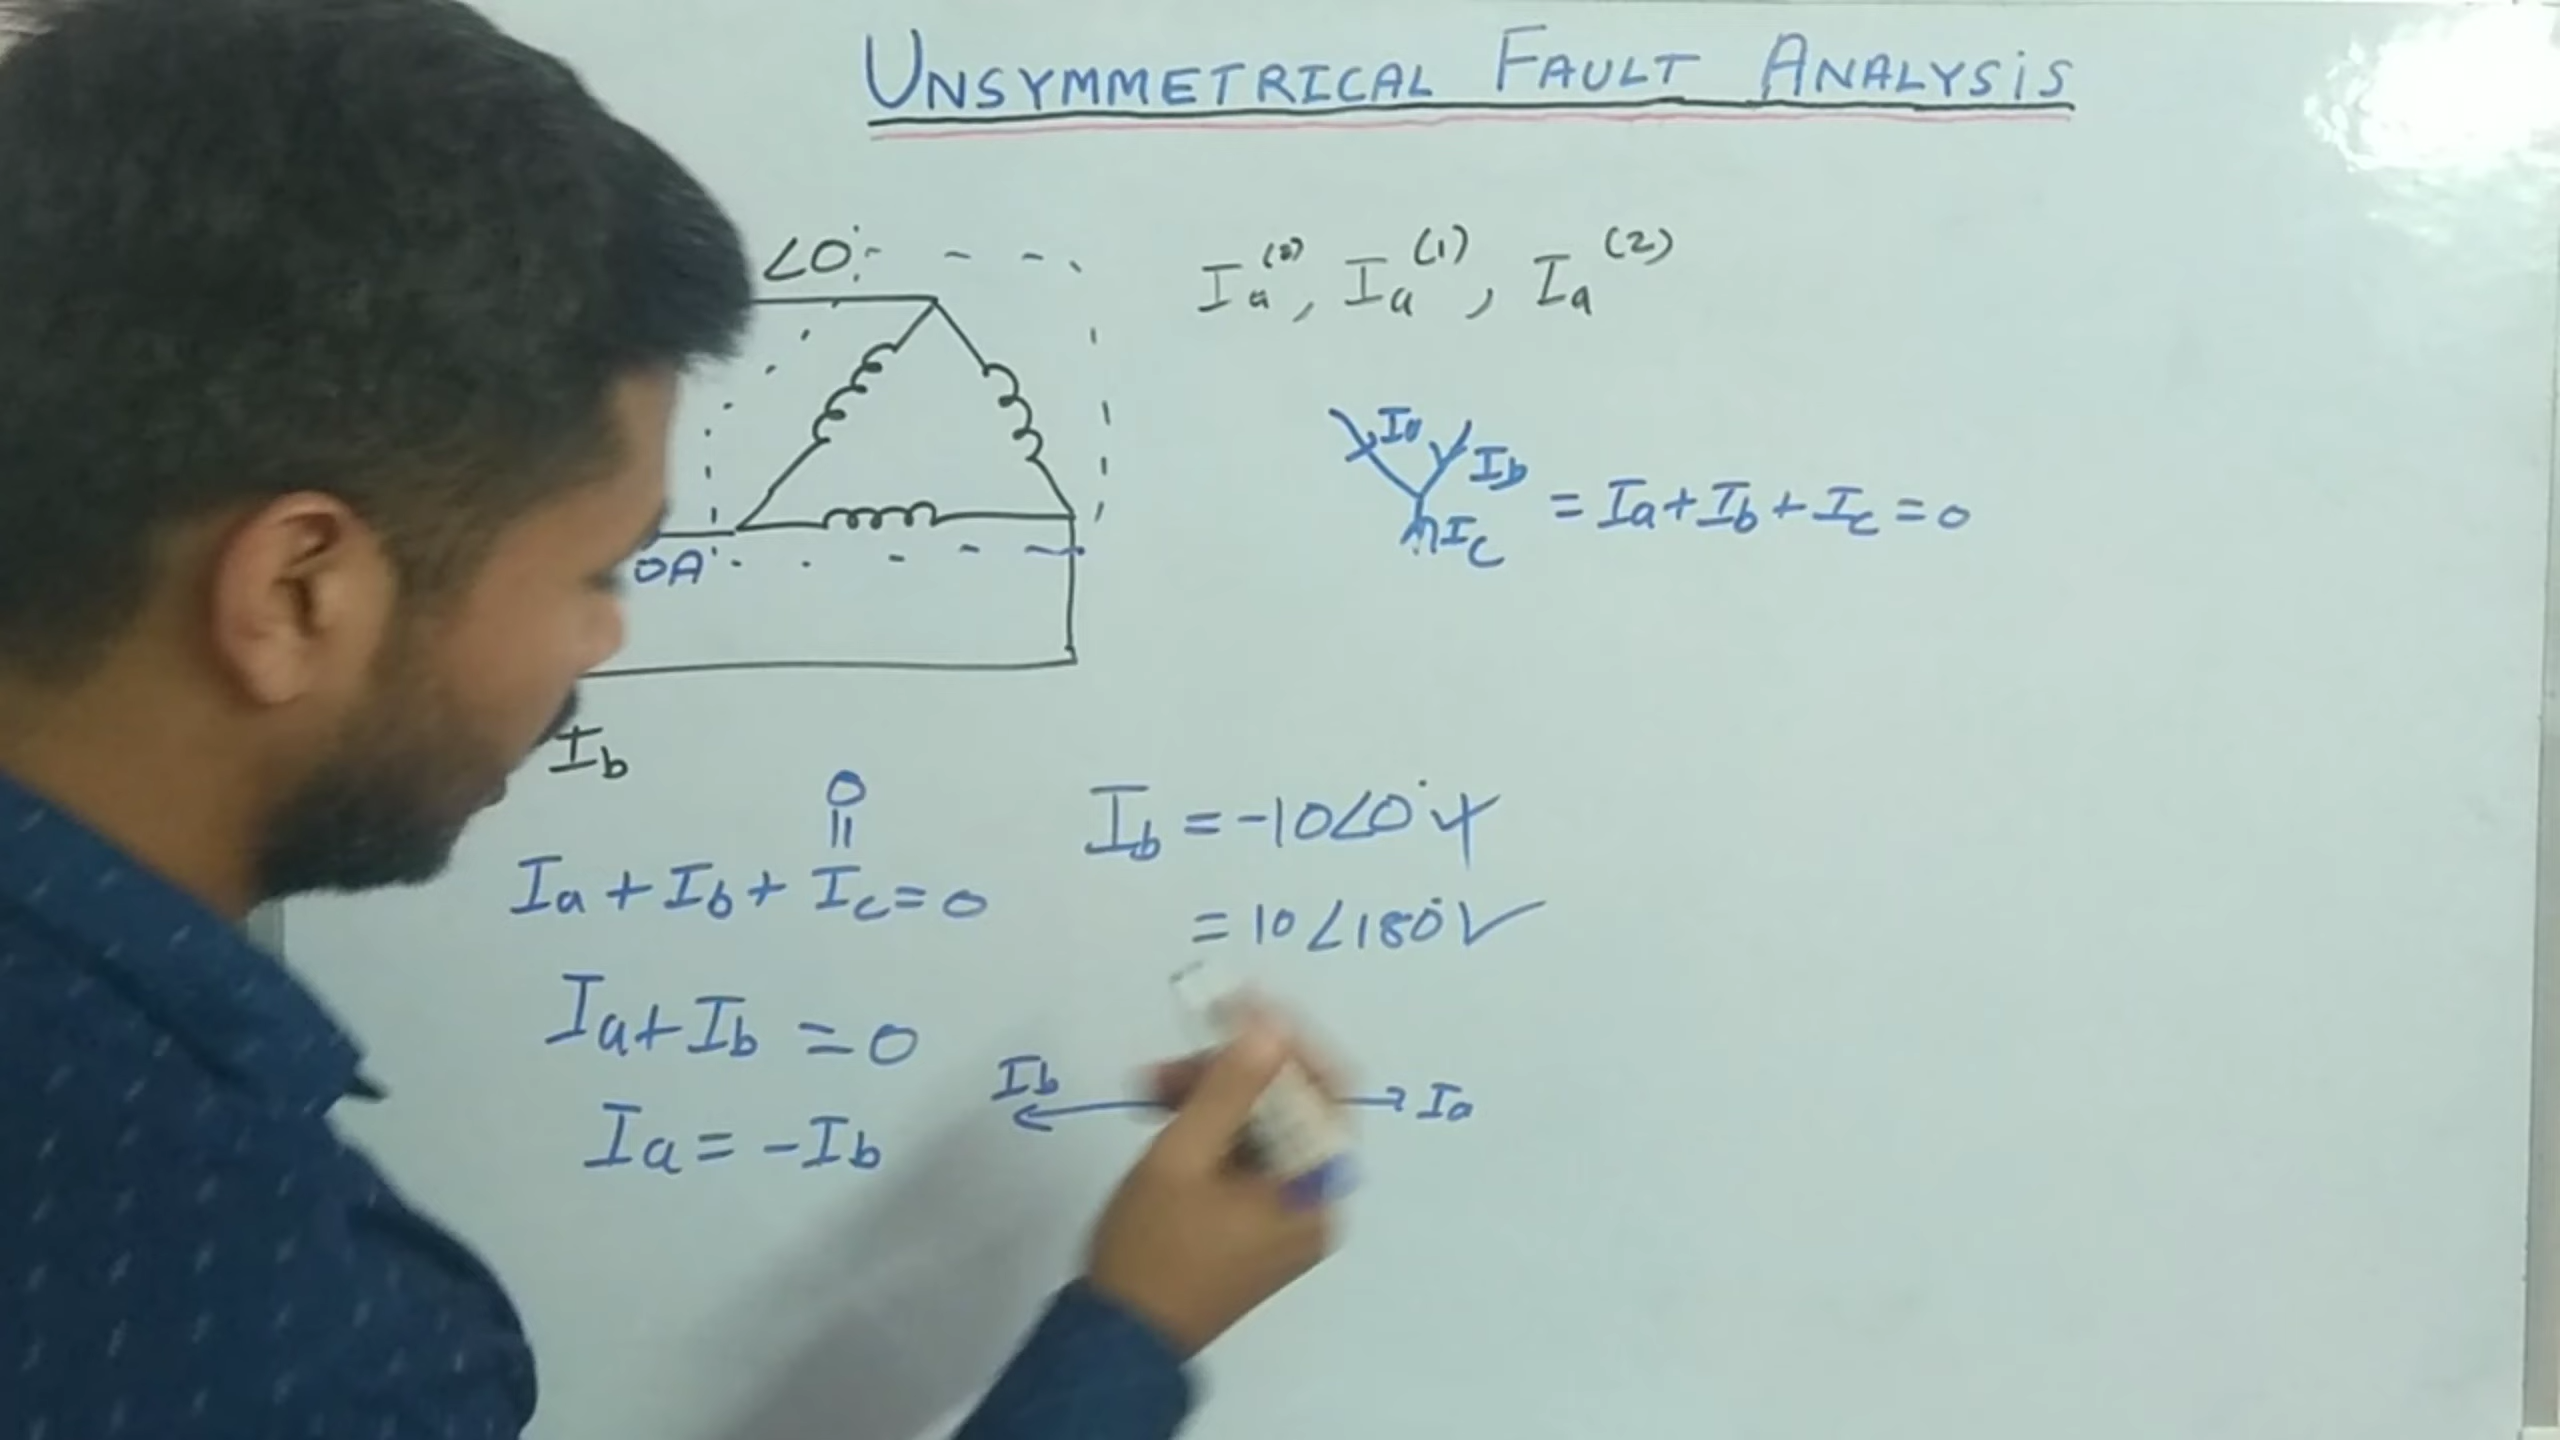 UNSYMMETRICAL FAULT ANALYSIS
∠0°
Ia(0), Ia(1), Ia(2)
Ia
Ib
Ic
= Ia+Ib+Ic=0
0A
Ib
0
=
Ia+Ib+Ic=0
Ia+Ib=0
Ia=-Ib
Ib=-10∠0°
=10∠180° ✓
Ib
Ia